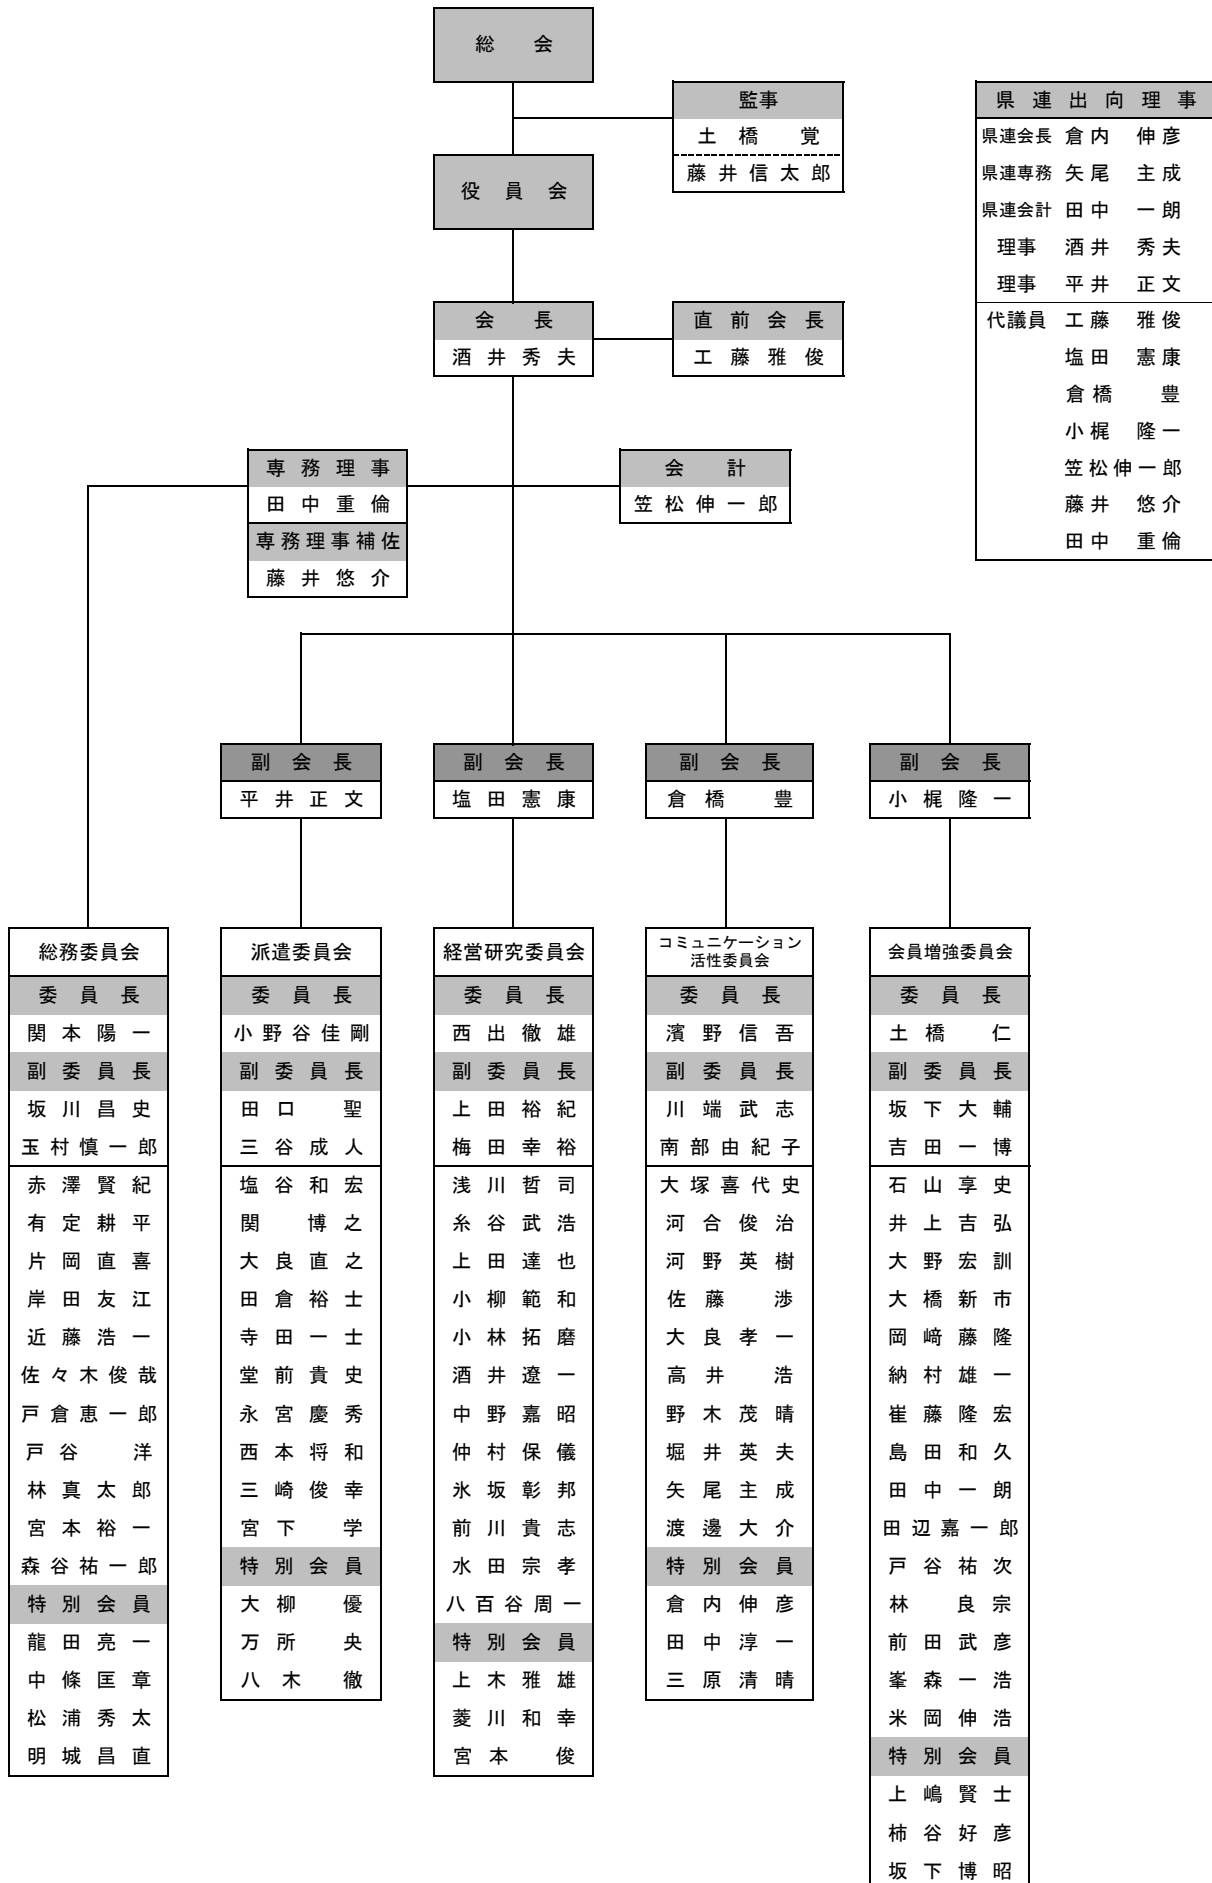 総会
監事
土橋　覚
藤井信太郎
役員会
会長
酒井秀夫
直前会長
工藤雅俊
県連出向理事
県連会長 倉内 伸彦
県連専務 矢尾 主成
県連会計 田中 一朗
理事 酒井 秀夫
理事 平井 正文
代議員 工藤 雅俊
塩田 憲康
倉橋 豊
小梶 隆一
笠松伸一郎
藤井 悠介
田中 重倫
専務理事
田中重倫
専務理事補佐
藤井悠介
会計
笠松伸一郎
副会長
平井正文
副会長
塩田憲康
副会長
倉橋　豊
副会長
小梶隆一
総務委員会
委員長
関本陽一
副委員長
坂川昌史
玉村慎一郎
赤澤賢紀
有定耕平
片岡直喜
岸田友江
近藤浩一
佐々木俊哉
戸倉恵一郎
戸谷　洋
林真太郎
宮本裕一
森谷祐一郎
特別会員
龍田亮一
中條匡章
松浦秀太
明城昌直
派遣委員会
委員長
小野谷佳剛
副委員長
田口　聖
三谷成人
塩谷和宏
関　博之
大良直之
田倉裕士
寺田一士
堂前貴史
永宮慶秀
西本将和
三崎俊幸
宮下　学
特別会員
大柳　優
万所　央
八木　徹
経営研究委員会
委員長
西出徹雄
副委員長
上田裕紀
梅田幸裕
浅川哲司
糸谷武浩
上田達也
小柳範和
小林拓磨
酒井遼一
中野嘉昭
仲村保儀
氷坂彰邦
前川貴志
水田宗孝
八百谷周一
特別会員
上木雅雄
菱川和幸
宮本　俊
コミュニケーション
活性委員会
委員長
濱野信吾
副委員長
川端武志
南部由紀子
大塚喜代史
河合俊治
河野英樹
佐藤　渉
大良孝一
高井　浩
野木茂晴
堀井英夫
矢尾主成
渡邊大介
特別会員
倉内伸彦
田中淳一
三原清晴
会員増強委員会
委員長
土橋　仁
副委員長
坂下大輔
吉田一博
石山享史
井上吉弘
大野宏訓
大橋新市
岡﨑藤隆
納村雄一
崔藤隆宏
島田和久
田中一朗
田辺嘉一郎
戸谷祐次
林　良宗
前田武彦
峯森一浩
米岡伸浩
特別会員
上嶋賢士
柿谷好彦
坂下博昭